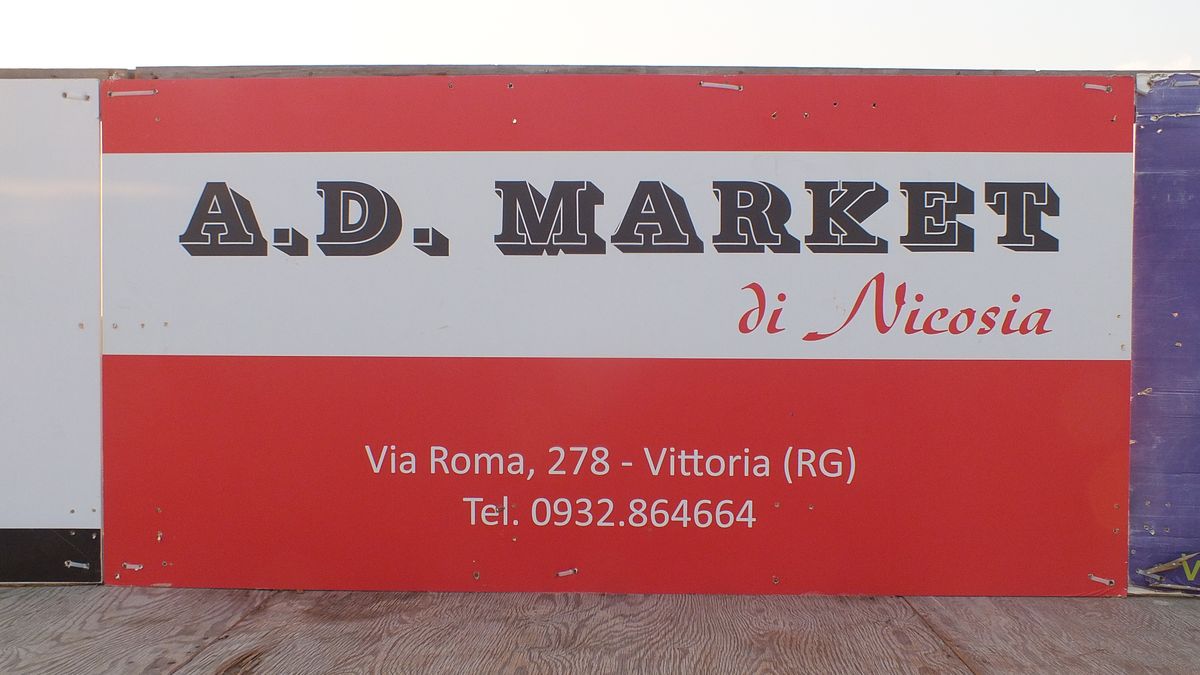 A.D. MARKET
di Nicosia
Via Roma, 278 - Vittoria (RG)
Tel. 0932.864664